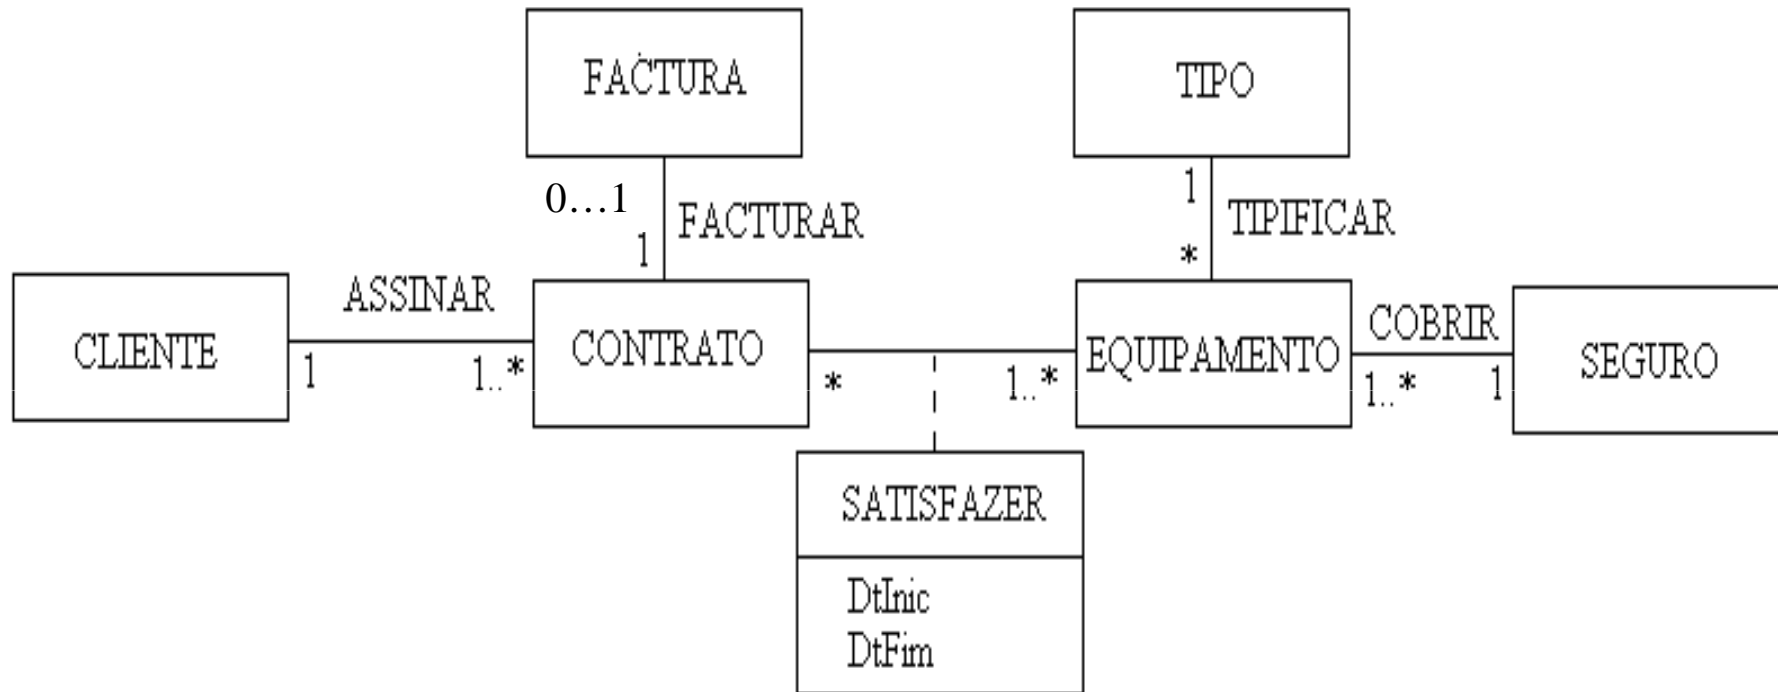 FACTURA
TIPO
0…1
FACTURAR
1
1
TIPIFICAR
*
CLIENTE
ASSINAR
1
1..*
CONTRATO
*
1..*
EQUIPAMENTO
COBRIR
1..*
1
SEGURO
SATISFAZER
DtInic
DtFim